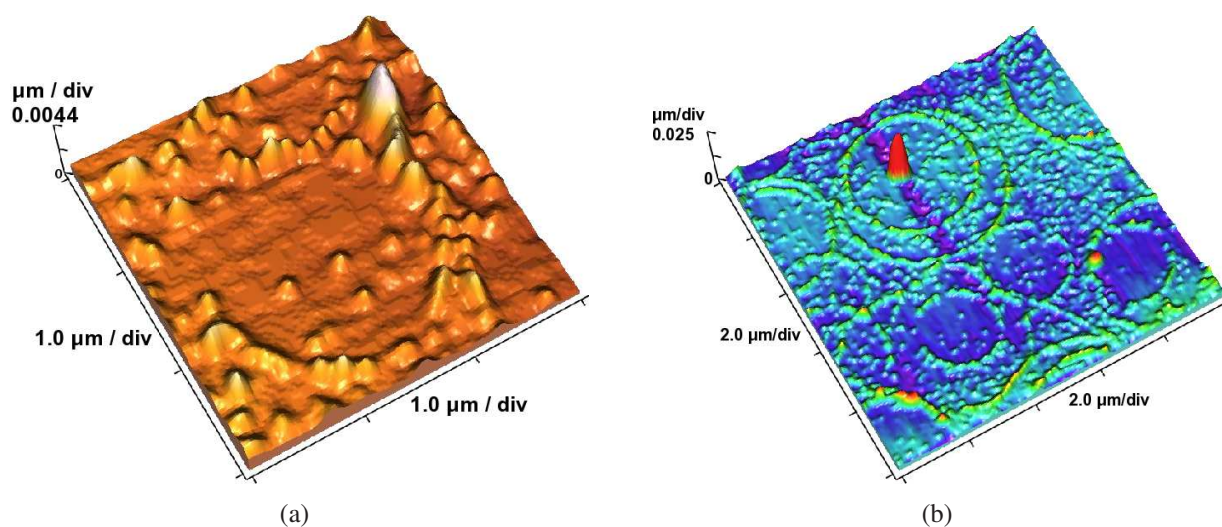 µm / div
0.0044
0
1.0 µm / div
1.0 µm / div
(a)
µm/div
0.025
0
2.0 µm/div
2.0 µm/div
(b)